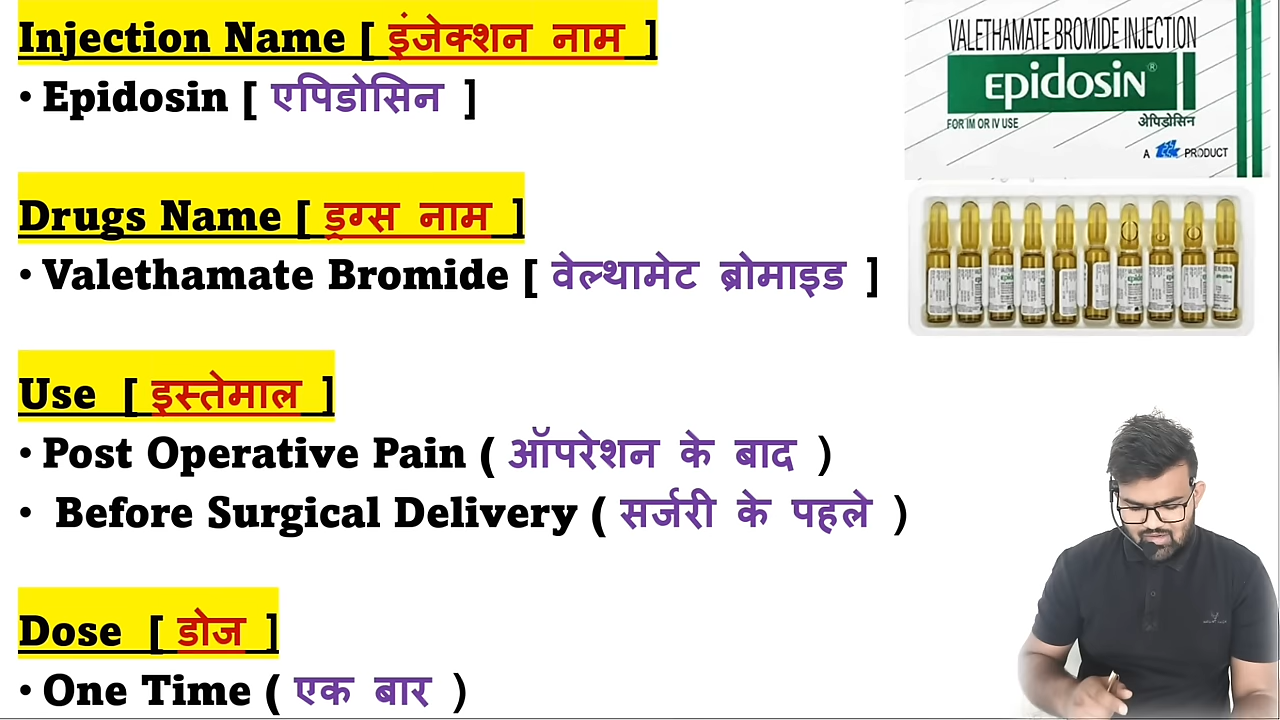 Injection Name [ इंजेक्शन नाम ]
• Epidosin [ एपिडोसिन ]
Drugs Name [ ड्रग्स नाम ]
• Valethamate Bromide [ वेल्थामेट ब्रोमाइड ]
Use [ इस्तेमाल ]
• Post Operative Pain ( ऑपरेशन के बाद )
• Before Surgical Delivery ( सर्जरी के पहले )
Dose [ डोज ]
• One Time ( एक बार )
VALETHAMATE BROMIDE INJECTION
EpidosiN®
FOR IM OR IV USE
अेपिडोसिन
A PRODUCT